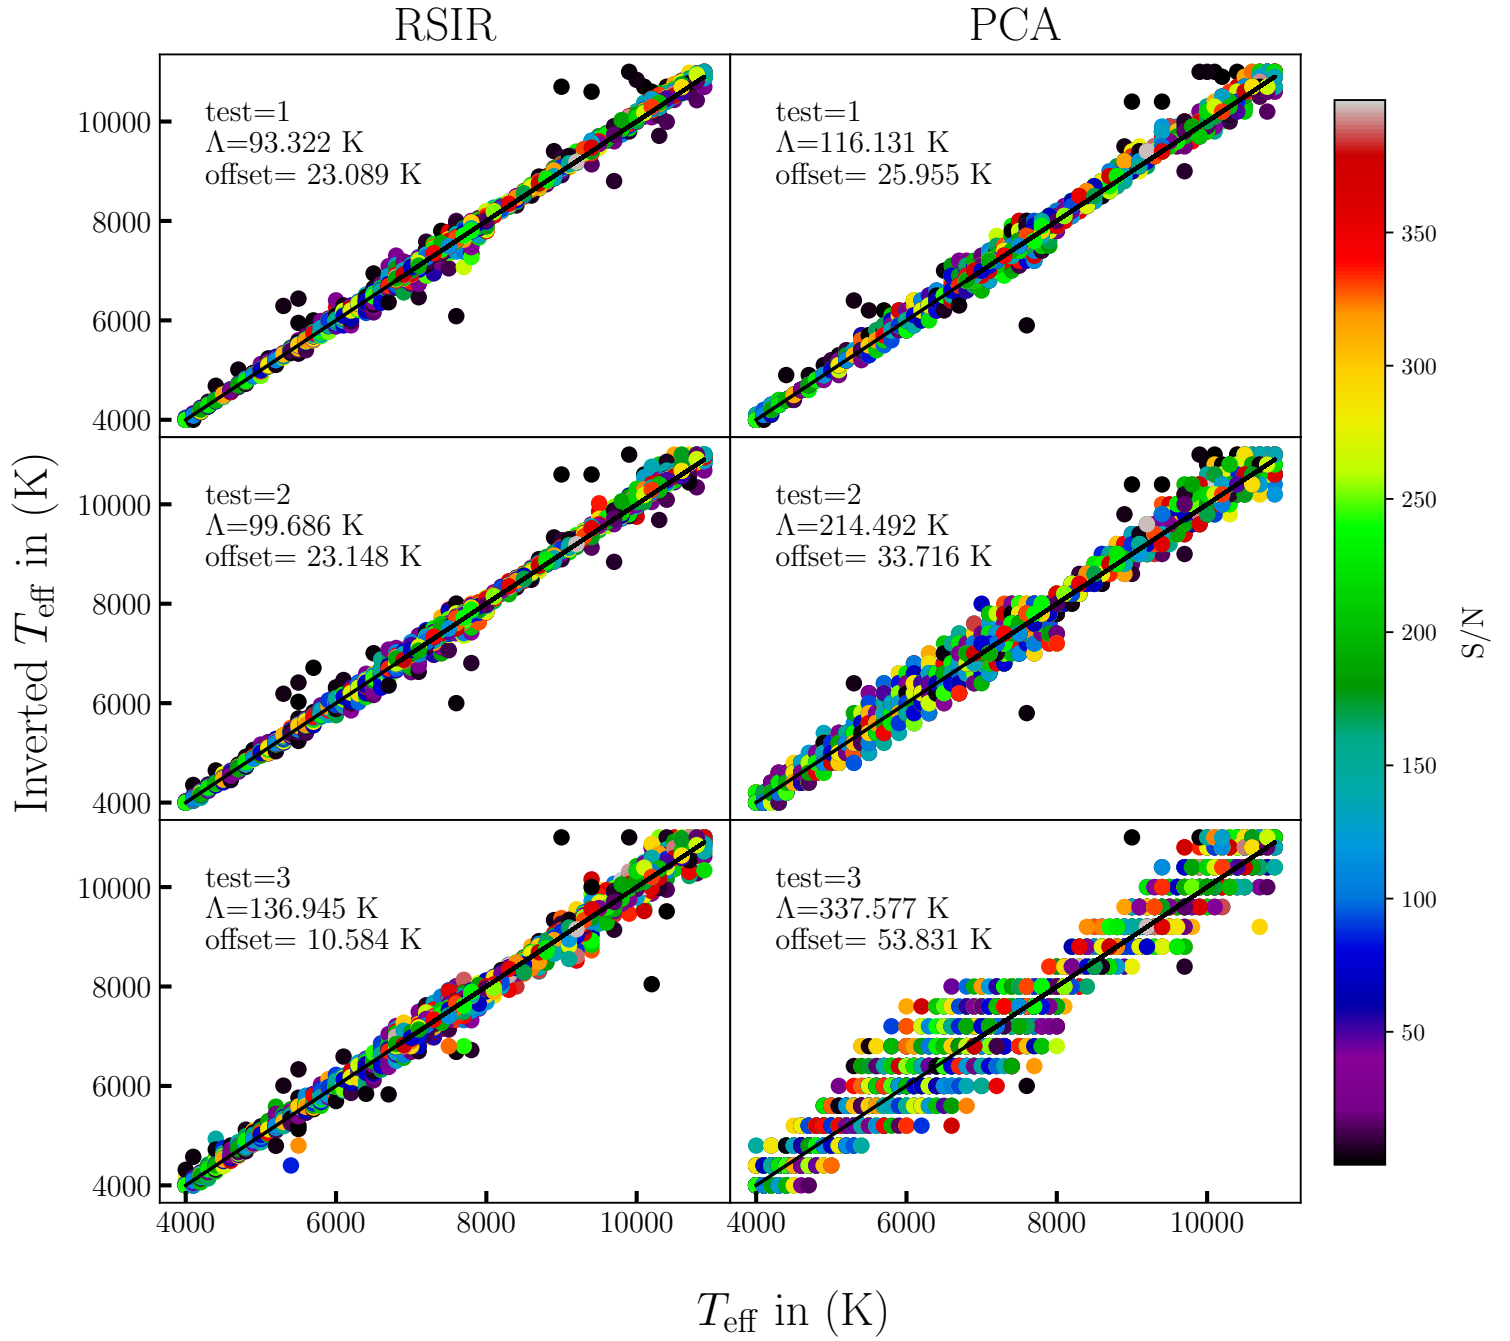 RSIR PCA
test=1
Λ=93.322 K
offset= 23.089 K
test=1
Λ=116.131 K
offset= 25.955 K
10000
8000
6000
4000
test=2
Λ=99.686 K
offset= 23.148 K
test=2
Λ=214.492 K
offset= 33.716 K
10000
8000
6000
4000
test=3
Λ=136.945 K
offset= 10.584 K
test=3
Λ=337.577 K
offset= 53.831 K
10000
8000
6000
4000
4000 6000 8000 10000
4000 6000 8000 10000
Inverted Teff in (K)
Teff in (K)
350
300
250
200
150
100
50
S/N